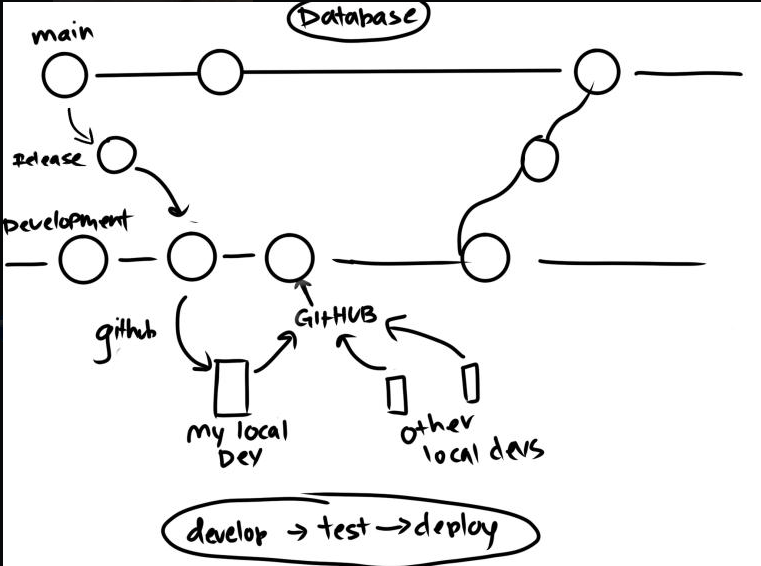 Database
main
Release
Development
github
GitHUB
my local
Dev
other
local devs
develop → test → deploy